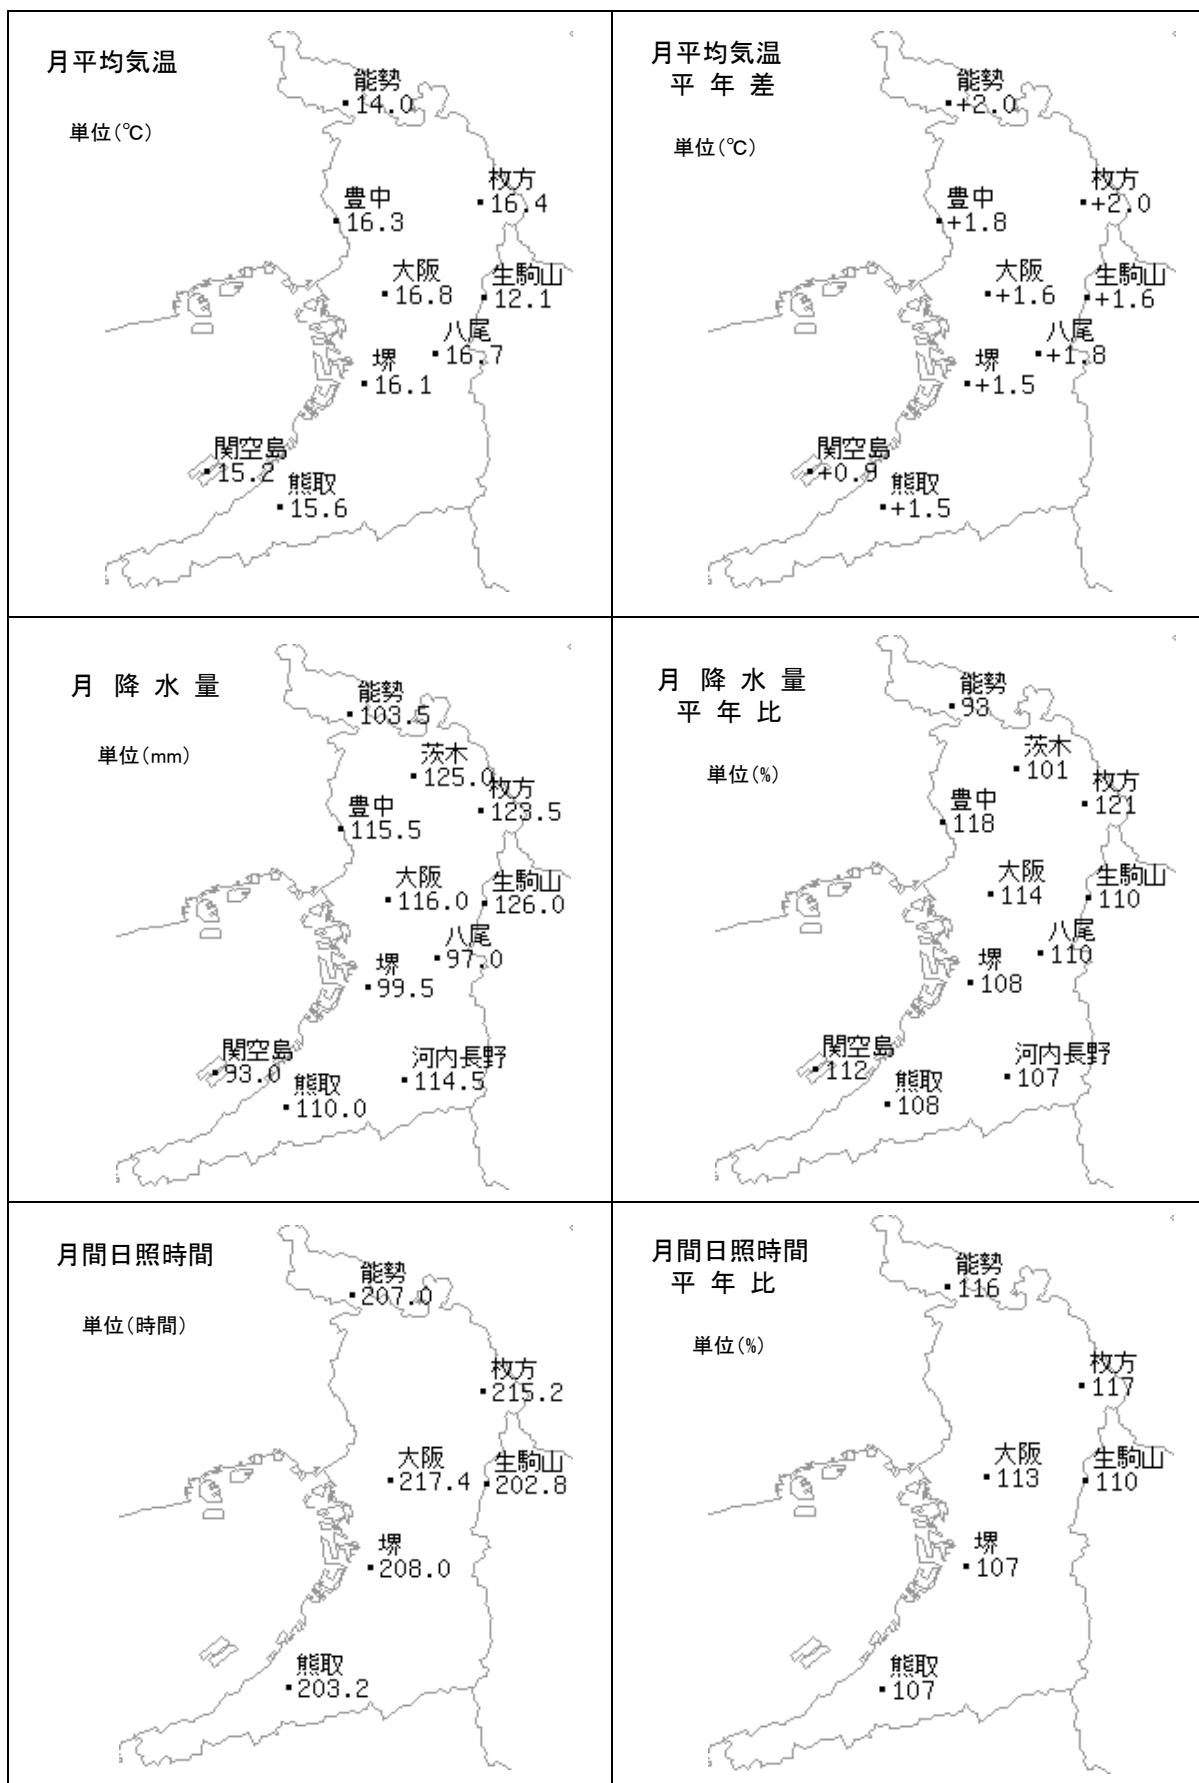 月平均気温
単位(℃)
能勢
14.0
枚方
16.4
豊中
16.3
大阪
16.8
生駒山
12.1
八尾
16.7
堺
16.1
関空島
15.2
熊取
15.6
月平均気温
平年差
単位(℃)
能勢
+2.0
枚方
+2.0
豊中
+1.8
大阪
+1.6
生駒山
+1.6
八尾
+1.8
堺
+1.5
関空島
+0.9
熊取
+1.5
月降水量
単位(mm)
能勢
103.5
茨木
125.0
枚方
123.5
豊中
115.5
大阪
116.0
生駒山
126.0
八尾
97.0
堺
99.5
関空島
93.0
河内長野
114.5
熊取
110.0
月降水量
平年比
単位(%)
能勢
93
茨木
101
枚方
121
豊中
118
大阪
114
生駒山
110
八尾
110
堺
108
関空島
112
河内長野
107
熊取
108
月間日照時間
単位(時間)
能勢
207.0
枚方
215.2
大阪
217.4
生駒山
202.8
堺
208.0
熊取
203.2
月間日照時間
平年比
単位(%)
能勢
116
枚方
117
大阪
113
生駒山
110
堺
107
熊取
107